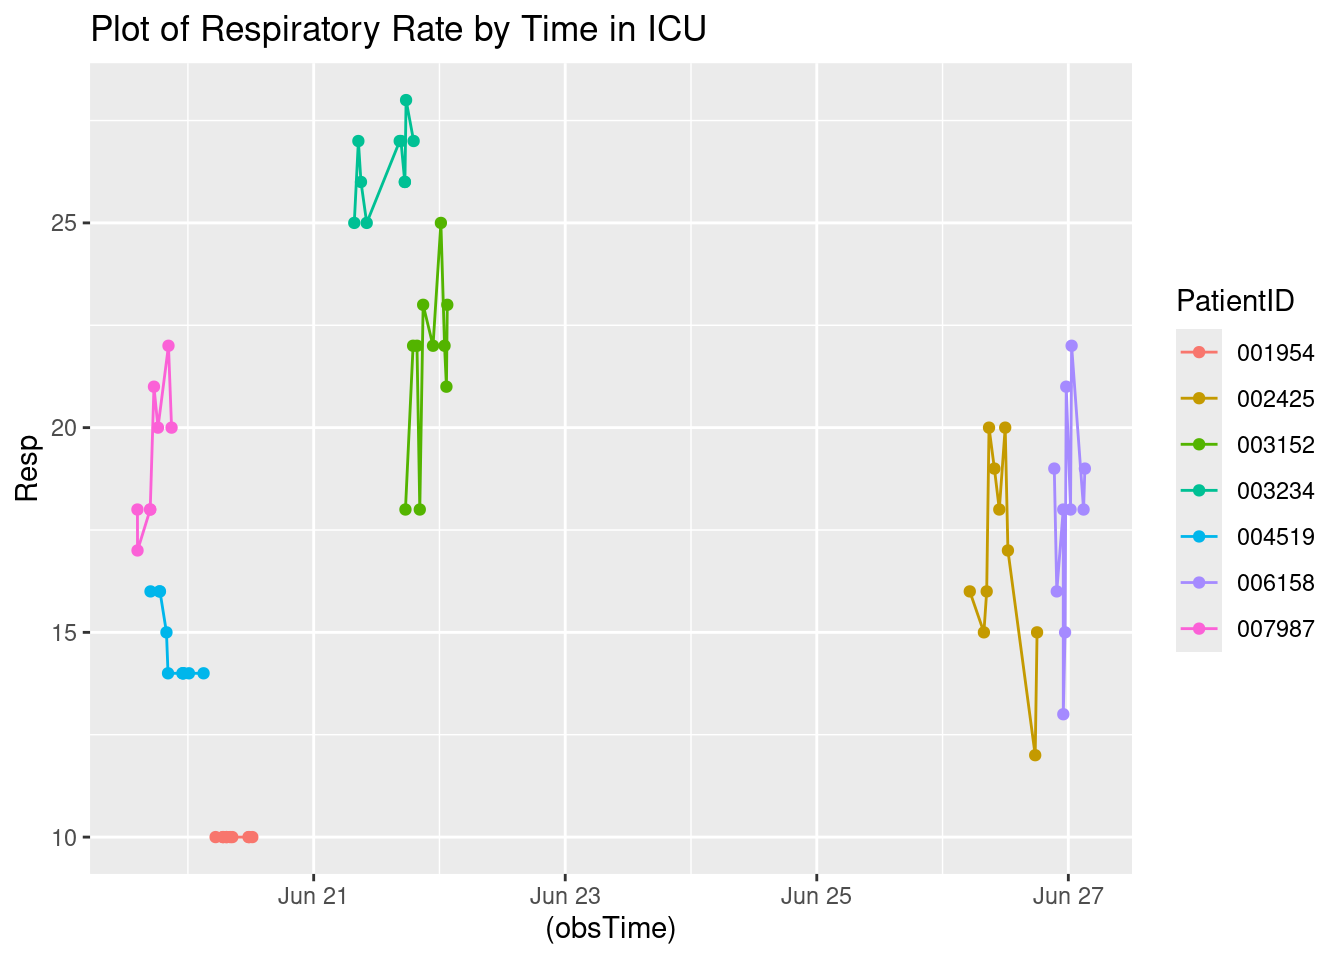 Plot of Respiratory Rate by Time in ICU
Resp
25
20
15
10
Jun 21
Jun 23
Jun 25
Jun 27
(obsTime)
PatientID
001954
002425
003152
003234
004519
006158
007987